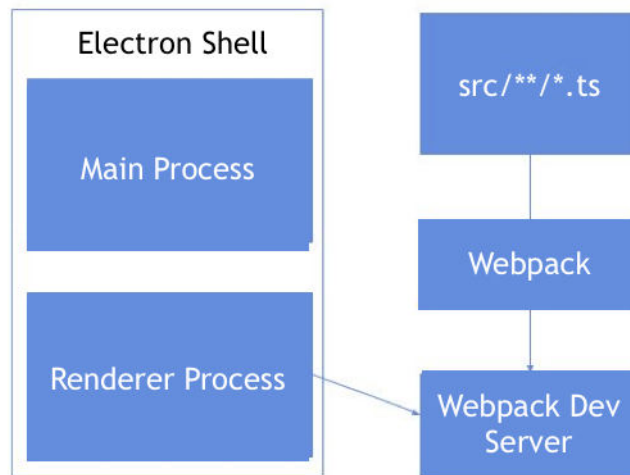 Electron Shell
Main Process
Renderer Process
src/**/*.ts
Webpack
Webpack Dev
Server